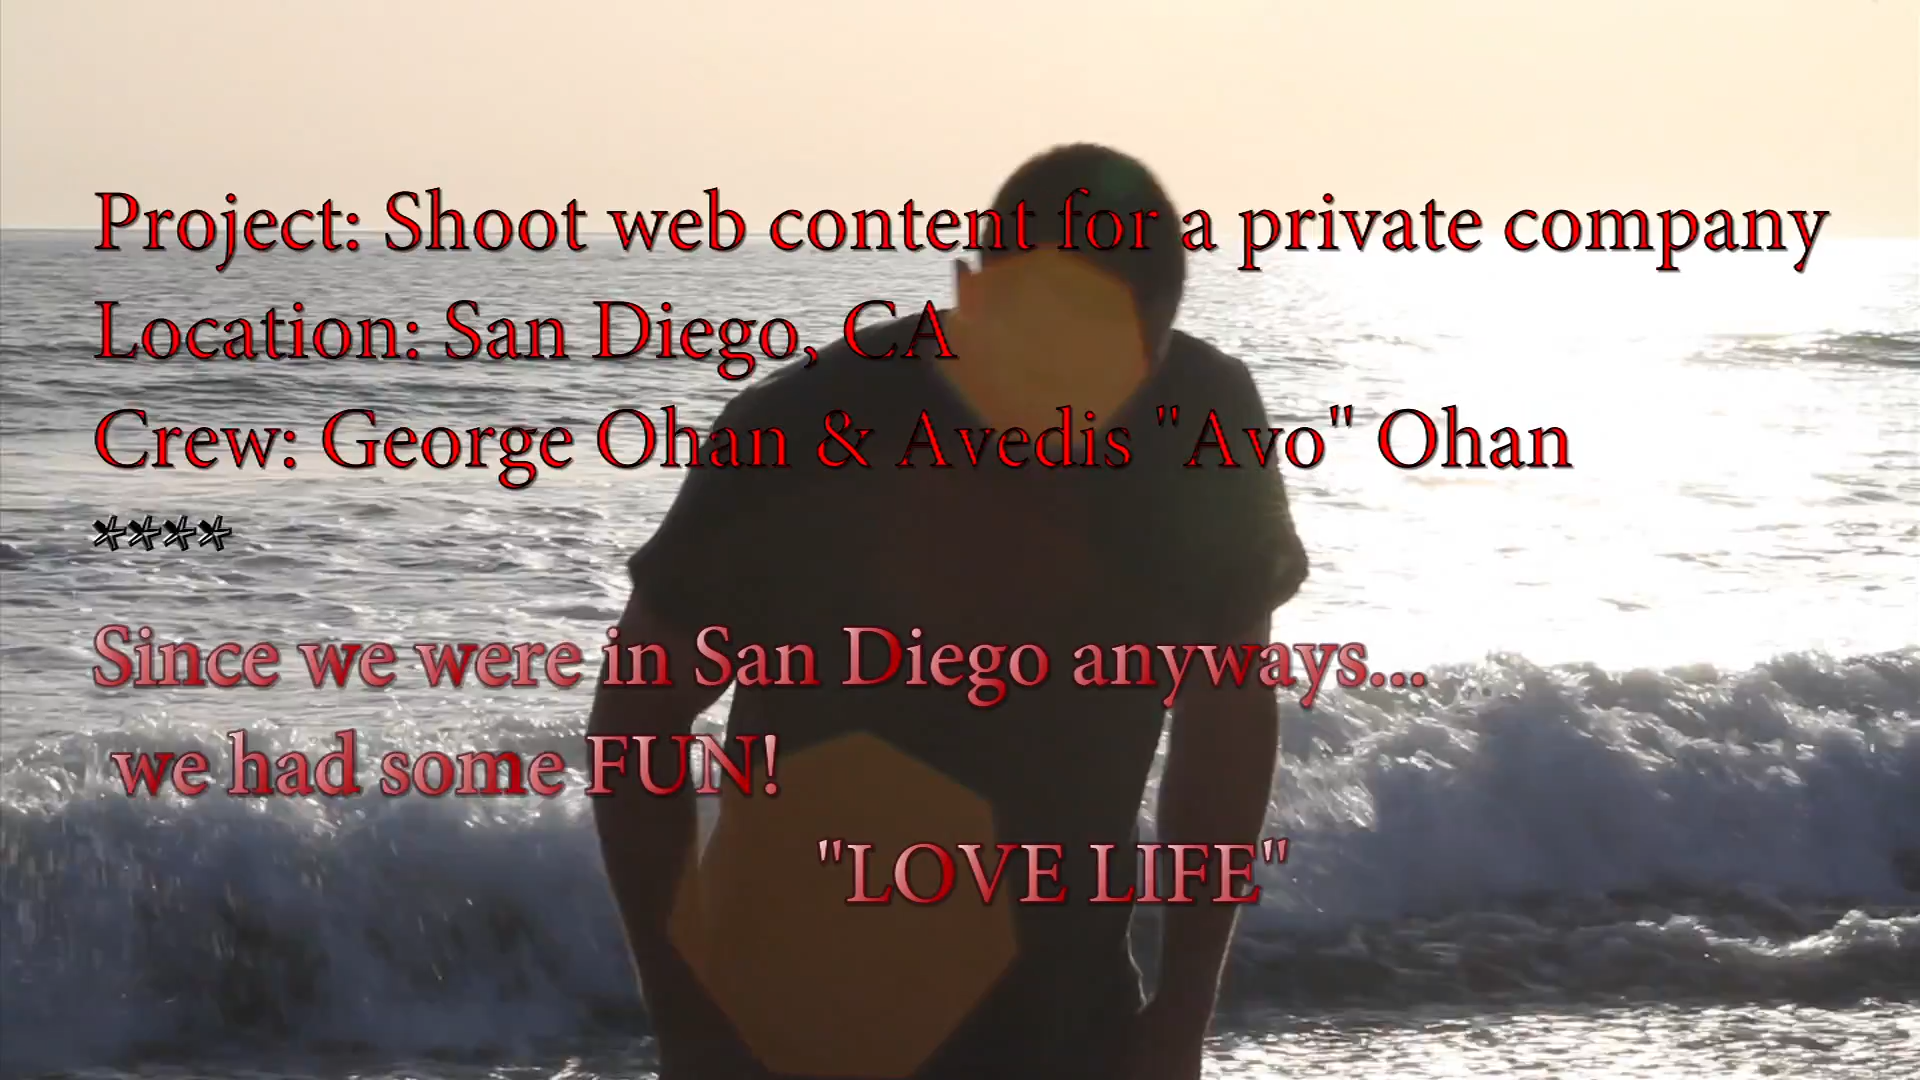 Project: Shoot web content for a private company
Location: San Diego, CA
Crew: George Ohan & Avedis "Avo" Ohan
****
Since we were in San Diego anyways...
we had some FUN!
"LOVE LIFE"